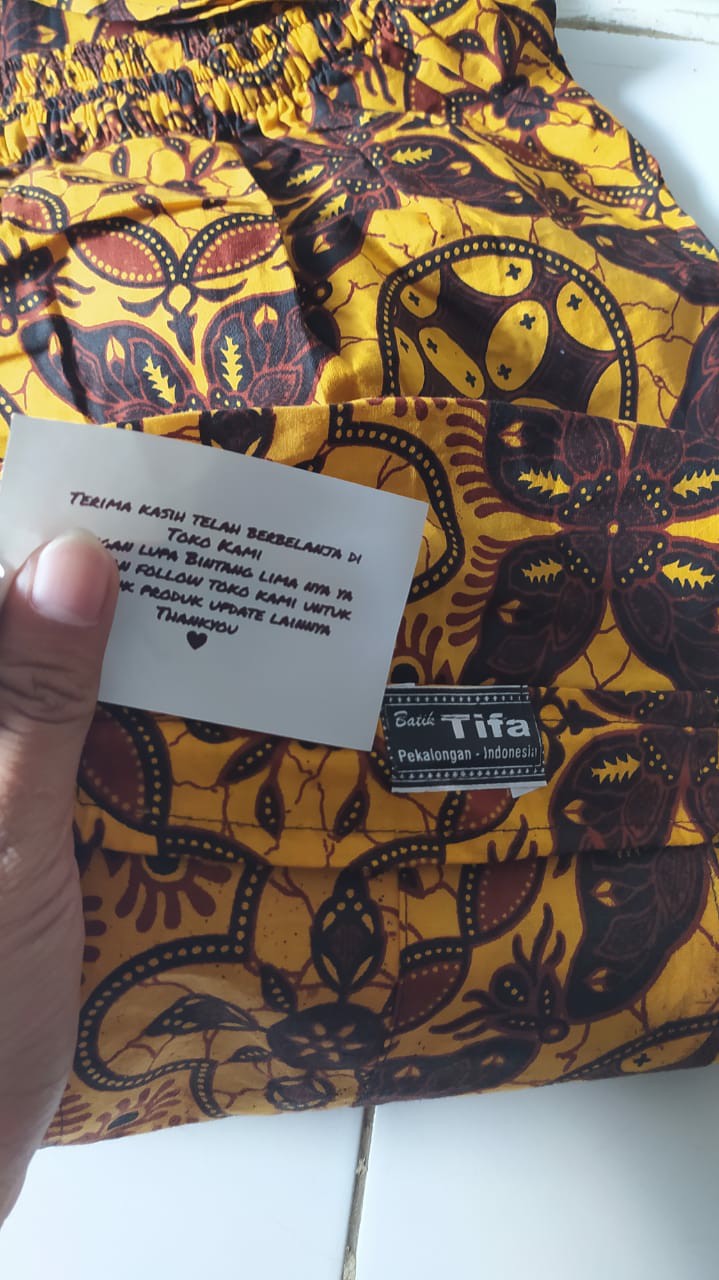 TERIMA KASIH TELAH BERBELANJA DI
TOKO KAMI
LUPA BINTANG LIMA NYA YA
FOLLOW TOKO KAMI UNTUK
PRODUK UPDATE LAINNYA
THANKYOU
Batik Tifa
Pekalongan - Indonesia